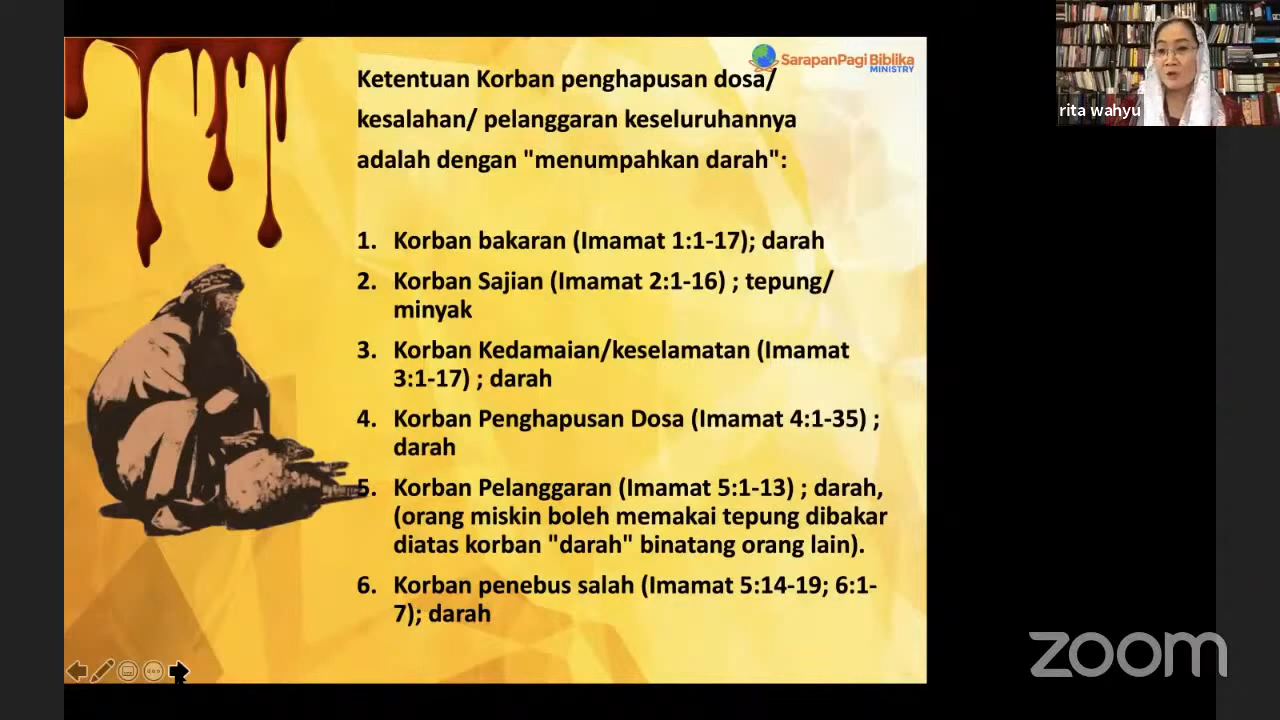 SarapanPagi Biblika
MINISTRY
Ketentuan Korban penghapusan dosa/
kesalahan/ pelanggaran keseluruhannya
adalah dengan "menumpahkan darah":
1. Korban bakaran (Imamat 1:1-17); darah
2. Korban Sajian (Imamat 2:1-16) ; tepung/
minyak
3. Korban Kedamaian/keselamatan (Imamat
3:1-17) ; darah
4. Korban Penghapusan Dosa (Imamat 4:1-35) ;
darah
5. Korban Pelanggaran (Imamat 5:1-13) ; darah,
(orang miskin boleh memakai tepung dibakar
diatas korban "darah" binatang orang lain).
6. Korban penebus salah (Imamat 5:14-19; 6:1-
7); darah
rita wahyu
zoom